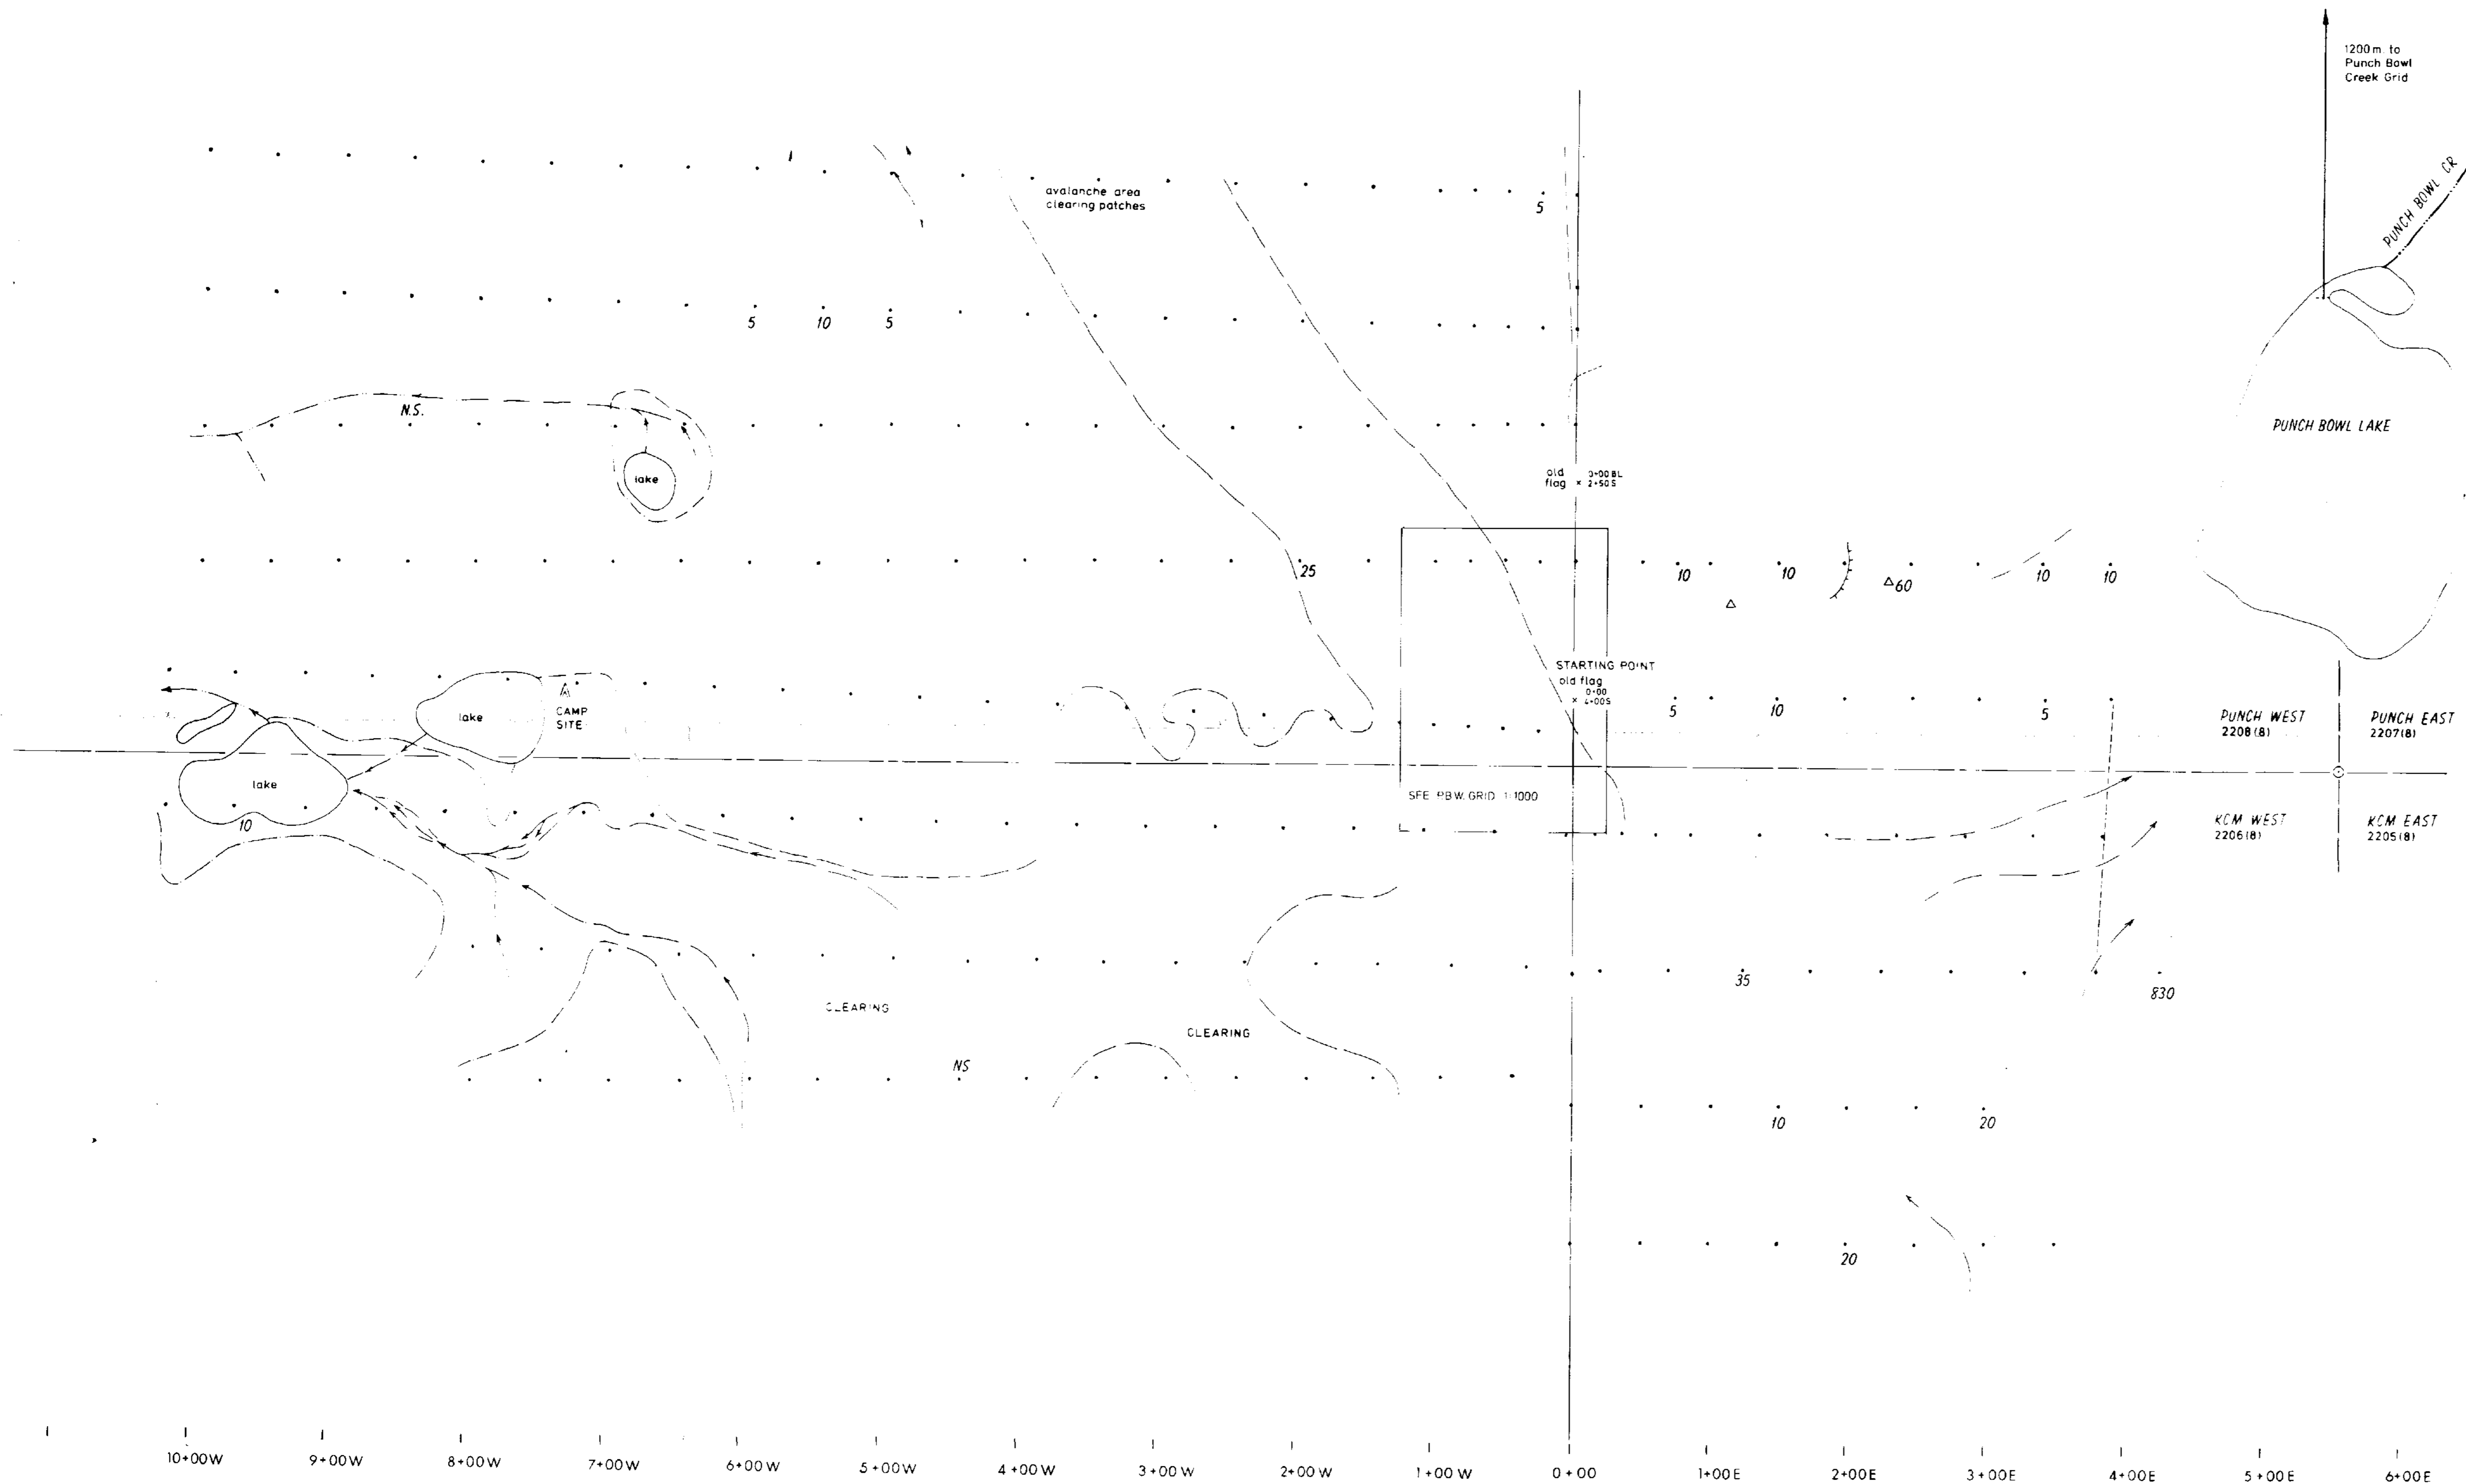 1200 m. to
Punch Bowl
Creek Grid
PUNCH BOWL CR
avalanche area
clearing patches
5
5
10
5
N.S.
PUNCH BOWL LAKE
lake
old
flag
0+00 BL
× 2+50 S
25
10
10
60
10
10
STARTING POINT
old flag
0+00
× 4+00S
CAMP
SITE
lake
5
10
5
PUNCH WEST
2208(8)
PUNCH EAST
2207(8)
lake
SEE P.B.W. GRID 1:1000
10
KCM WEST
2206(8)
KCM EAST
2205(8)
35
830
CLEARING
CLEARING
NS
10
20
20
10+00W
9+00W
8+00W
7+00W
6+00W
5+00W
4+00W
3+00W
2+00W
1+00W
0+00
1+00E
2+00E
3+00E
4+00E
5+00E
6+00E